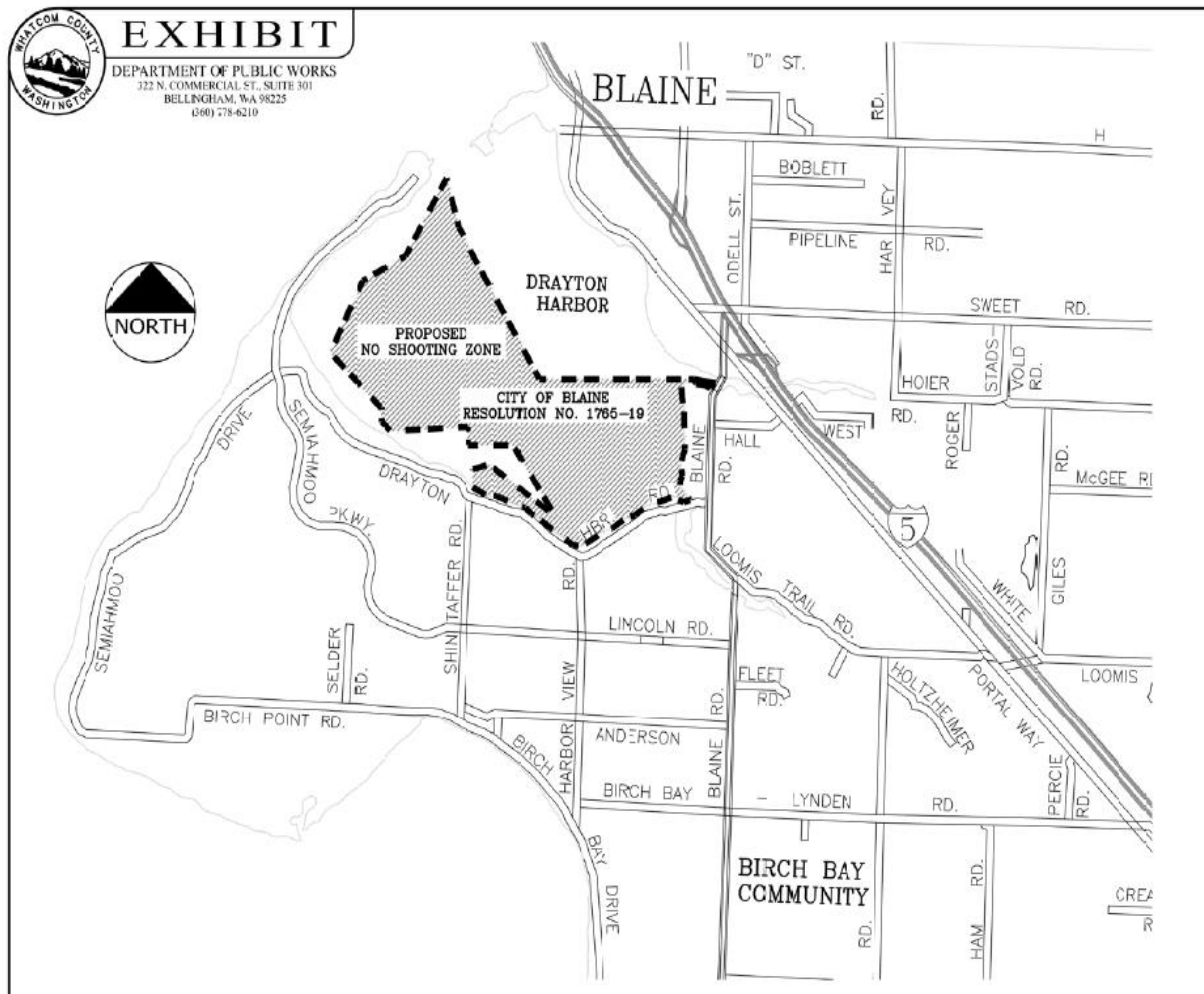 WHATCOM COUNTY
WASHINGTON
EXHIBIT
DEPARTMENT OF PUBLIC WORKS
322 N. COMMERCIAL ST., SUITE 301
BELLINGHAM, WA 98225
(360) 778-6210
"D" ST.
BLAINE
RD.
H
BOBLETT
ODELL ST.
HARVEY
PIPELINE RD.
DRAYTON
HARBOR
NORTH
SWEET RD.
PROPOSED
NO SHOOTING ZONE
STADS-
VOLD
RD.
HOIER RD.
CITY OF BLAINE
RESOLUTION NO. 1765-19
HALL
WEST
ROGER
BLAINE
RD.
RD.
McGEE RD
SEMIAHMOO
DRIVE
SEMIAHMOO
PKWY.
DRAYTON
HBR.
RD.
5
LOOMIS TRAIL RD.
WHITE
GILES
SHINTAFFER RD.
RD.
LINCOLN RD.
SELDER
RD.
FLEET
RD.
HOLTZHEIMER
PORTAL WAY
LOOMIS
BIRCH POINT RD.
BIRCH
BAY
DRIVE
HARBOR VIEW
ANDERSON
RD.
BLAINE
BIRCH BAY - LYNDEN RD.
PERCIE
RD.
BIRCH BAY
COMMUNITY
RD.
HAM RD.
CREA
R